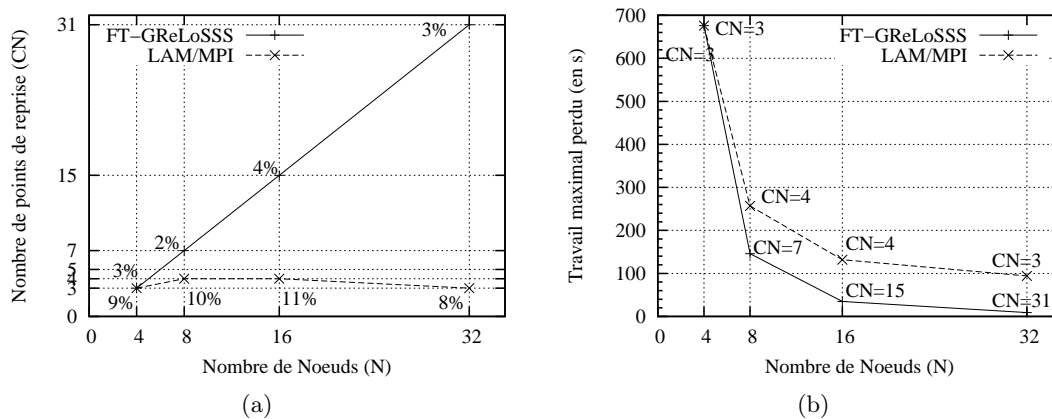 31
15
7
5
4
3
0
Nombre de points de reprise (CN)
FT−GReLoSSS
LAM/MPI
3%
4%
2%
3%
9%
10%
11%
8%
0 4 8 16 32
Nombre de Noeuds (N)
(a)
700
600
500
400
300
200
100
0
Travail maximal perdu (en s)
FT−GReLoSSS
LAM/MPI
CN=3
CN=3
CN=4
CN=7
CN=4
CN=15
CN=3
CN=31
0 4 8 16 32
Nombre de Noeuds (N)
(b)